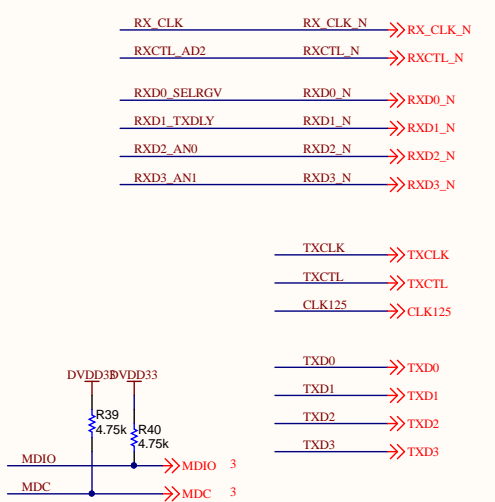 RX_CLK RX_CLK_N RX_CLK_N
RXCTL_AD2 RXCTL_N RXCTL_N
RXD0_SELRGV RXD0_N RXD0_N
RXD1_TXDLY RXD1_N RXD1_N
RXD2_AN0 RXD2_N RXD2_N
RXD3_AN1 RXD3_N RXD3_N
TXCLK TXCLK
TXCTL TXCTL
CLK125 CLK125
TXD0 TXD0
TXD1 TXD1
TXD2 TXD2
TXD3 TXD3
DVDD33 DVDD33
R39
4.75k
R40
4.75k
MDIO MDIO 3
MDC MDC 3